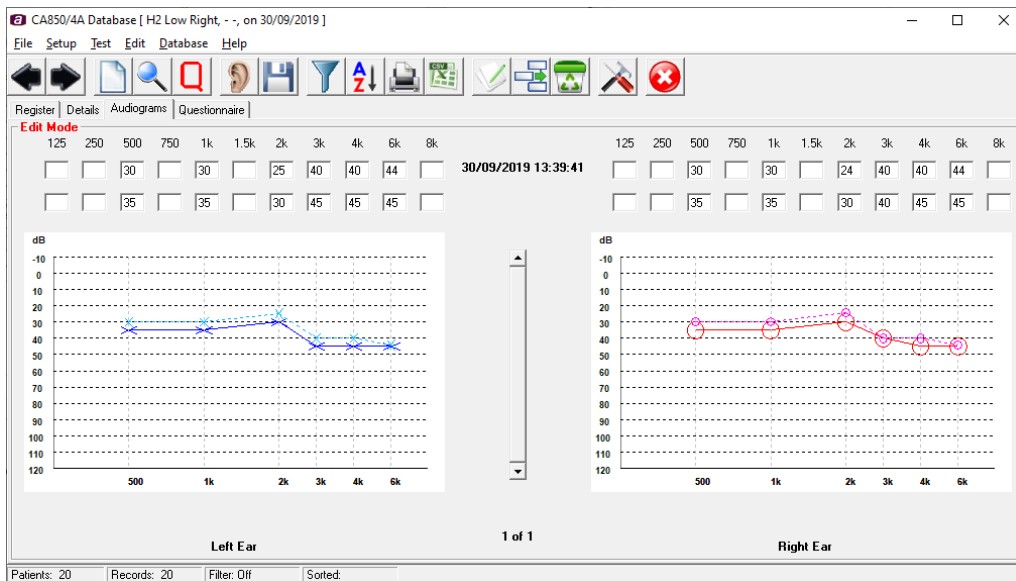 CA850/4A Database [ H2 Low Right, - -, on 30/09/2019 ]
File Setup Test Edit Database Help
A Z CSV
Register Details Audiograms Questionnaire
Edit Mode
125 250 500 750 1k 1.5k 2k 3k 4k 6k 8k
30 30 25 40 40 44
35 35 30 45 45 45
30/09/2019 13:39:41
125 250 500 750 1k 1.5k 2k 3k 4k 6k 8k
30 30 24 40 40 44
35 35 30 40 45 45
dB
-10
0
10
20
30
40
50
60
70
80
90
100
110
120
500 1k 2k 3k 4k 6k
Left Ear
1 of 1
dB
-10
0
10
20
30
40
50
60
70
80
90
100
110
120
500 1k 2k 3k 4k 6k
Right Ear
Patients: 20 Records: 20 Filter: Off Sorted: